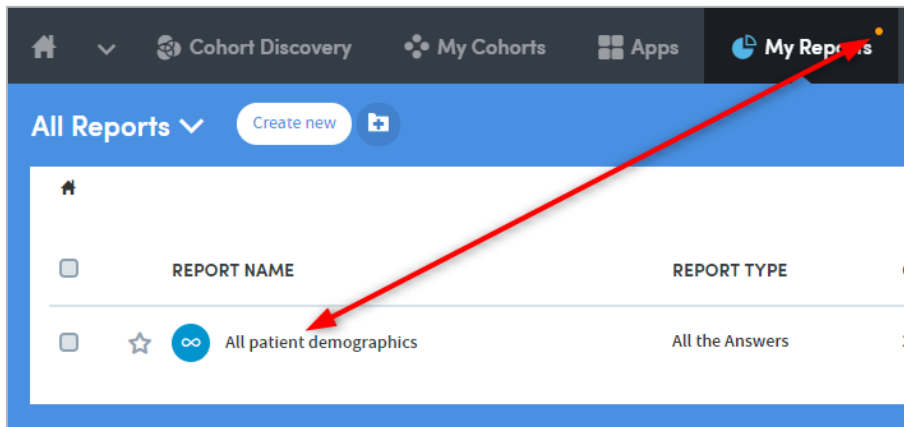 Cohort Discovery My Cohorts Apps My Reports
All Reports Create new
REPORT NAME REPORT TYPE
All patient demographics All the Answers